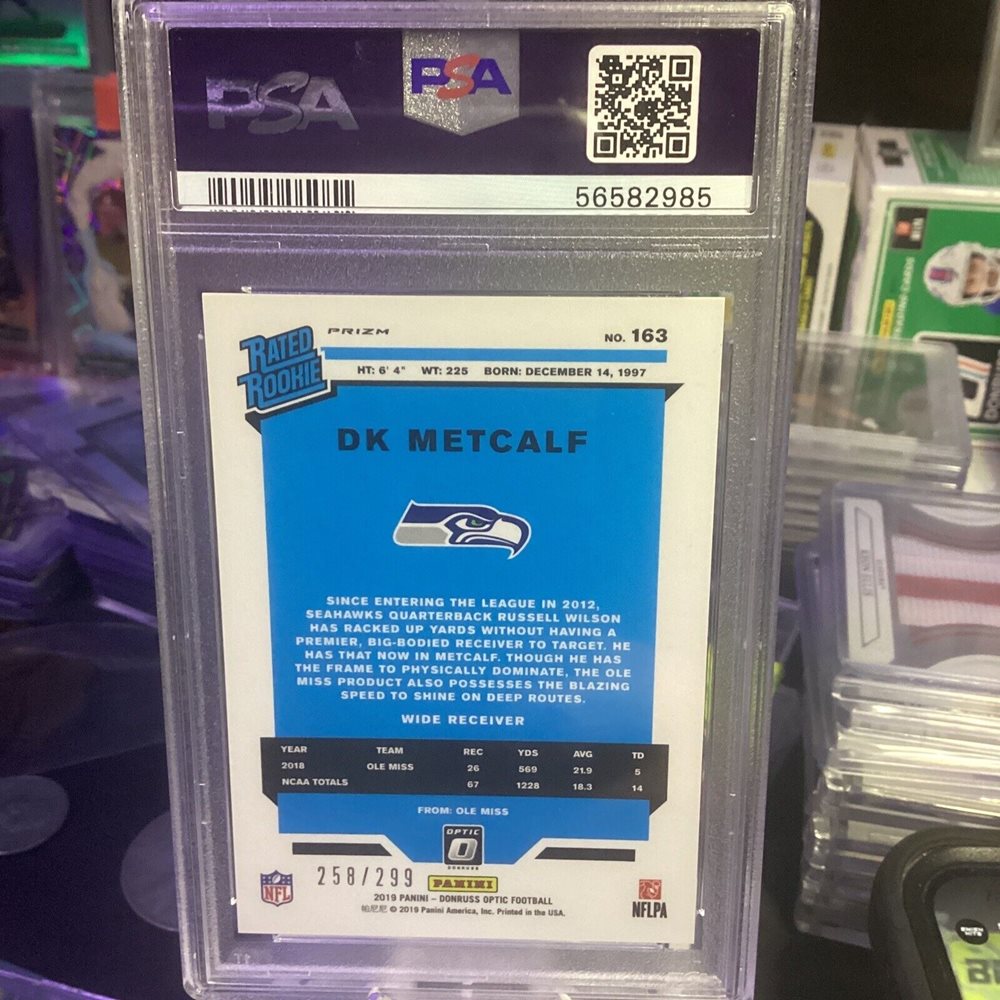 PSA
PSA
56582985
RATED
ROOKIE
PRIZM
NO. 163
HT: 6' 4" WT: 225 BORN: DECEMBER 14, 1997
DK METCALF
SINCE ENTERING THE LEAGUE IN 2012,
SEAHAWKS QUARTERBACK RUSSELL WILSON
HAS RACKED UP YARDS WITHOUT HAVING A
PREMIER, BIG-BODIED RECEIVER TO TARGET. HE
HAS THAT NOW IN METCALF. THOUGH HE HAS
THE FRAME TO PHYSICALLY DOMINATE, THE OLE
MISS PRODUCT ALSO POSSESSES THE BLAZING
SPEED TO SHINE ON DEEP ROUTES.
WIDE RECEIVER
YEAR TEAM REC YDS AVG TD
2018 OLE MISS 26 569 21.9 5
NCAA TOTALS 67 1228 18.3 14
FROM: OLE MISS
OPTIC
DONRUSS
NFL
258/299
PANINI
2019 PANINI – DONRUSS OPTIC FOOTBALL
帕尼尼 © 2019 Panini America, Inc. Printed in the USA.
NFLPA